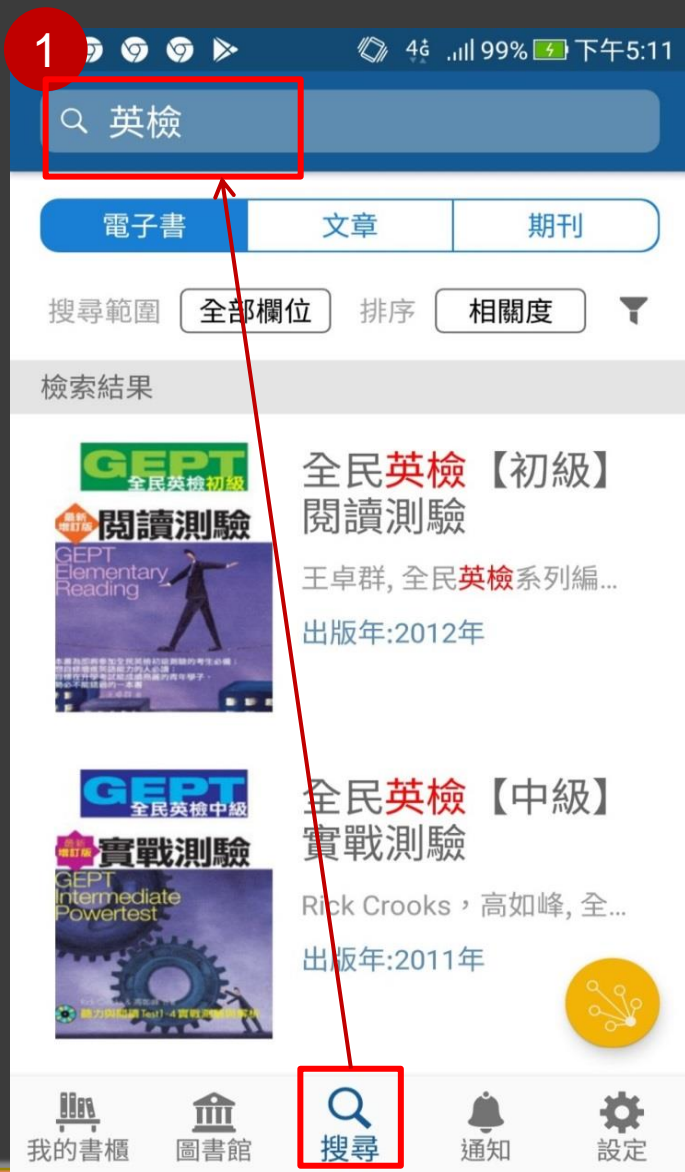 1
4G 99% 下午5:11
英檢
電子書 文章 期刊
搜尋範圍 全部欄位 排序 相關度
檢索結果
GEPT
全民英檢初級
最新
增訂版
閱讀測驗
GEPT
Elementary
Reading
全民英檢【初級】
閱讀測驗
王卓群, 全民英檢系列編...
出版年:2012年
GEPT
全民英檢中級
最新
增訂版
實戰測驗
GEPT
Intermediate
Powertest
全民英檢【中級】
實戰測驗
Rick Crooks，高如峰, 全...
出版年:2011年
我的書櫃 圖書館 搜尋 通知 設定